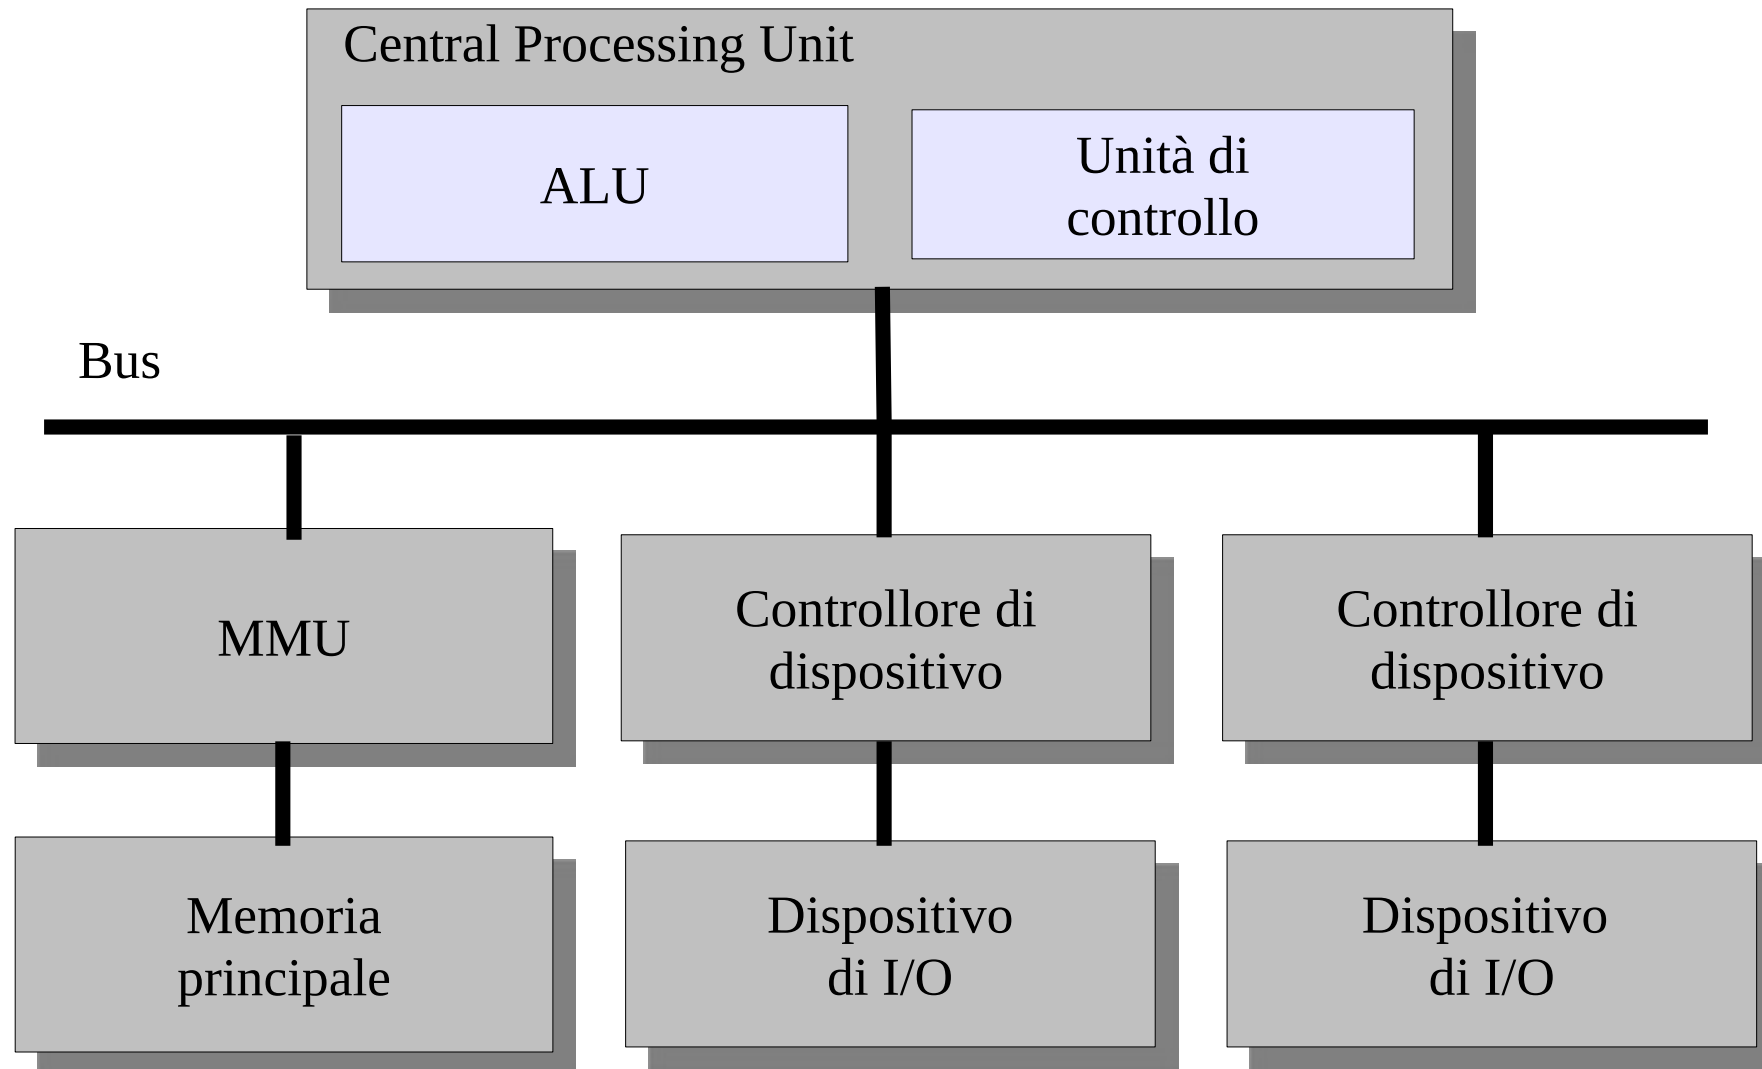 Central Processing Unit
ALU
Unità di
controllo
Bus
MMU
Controllore di
dispositivo
Controllore di
dispositivo
Memoria
principale
Dispositivo
di I/O
Dispositivo
di I/O